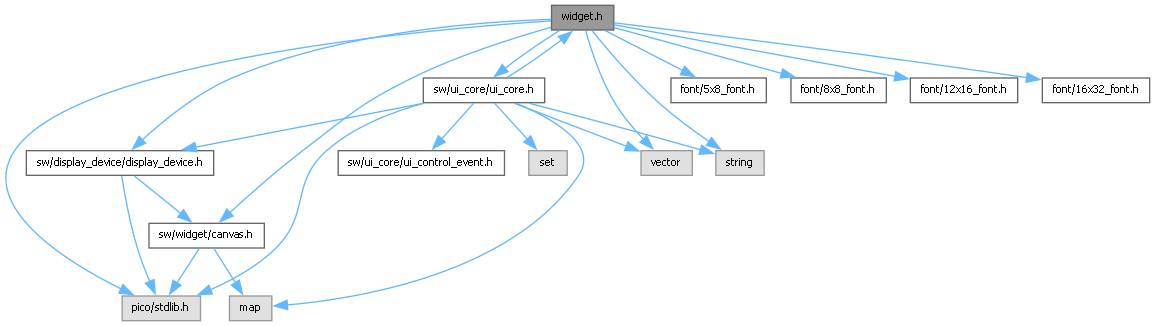 widget.h
sw/ui_core/ui_core.h
font/5x8_font.h
font/8x8_font.h
font/12x16_font.h
font/16x32_font.h
sw/display_device/display_device.h
sw/ui_core/ui_control_event.h
set
vector
string
sw/widget/canvas.h
pico/stdlib.h
map